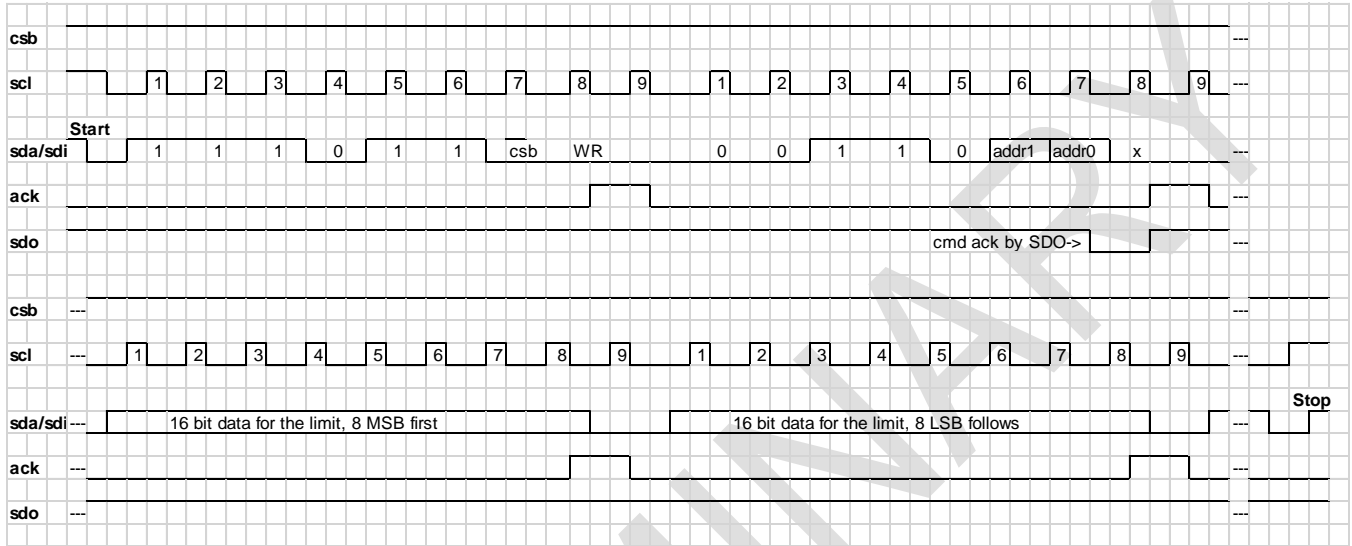 csb ---
scl 1 2 3 4 5 6 7 8 9 1 2 3 4 5 6 7 8 9 ---
Start
sda/sdi 1 1 1 0 1 1 csb WR 0 0 1 1 0 addr1 addr0 x ---
ack ---
sdo cmd ack by SDO-> ---
csb --- ---
scl --- 1 2 3 4 5 6 7 8 9 1 2 3 4 5 6 7 8 9 ---
Stop
sda/sdi --- 16 bit data for the limit, 8 MSB first 16 bit data for the limit, 8 LSB follows ---
ack --- ---
sdo --- ---